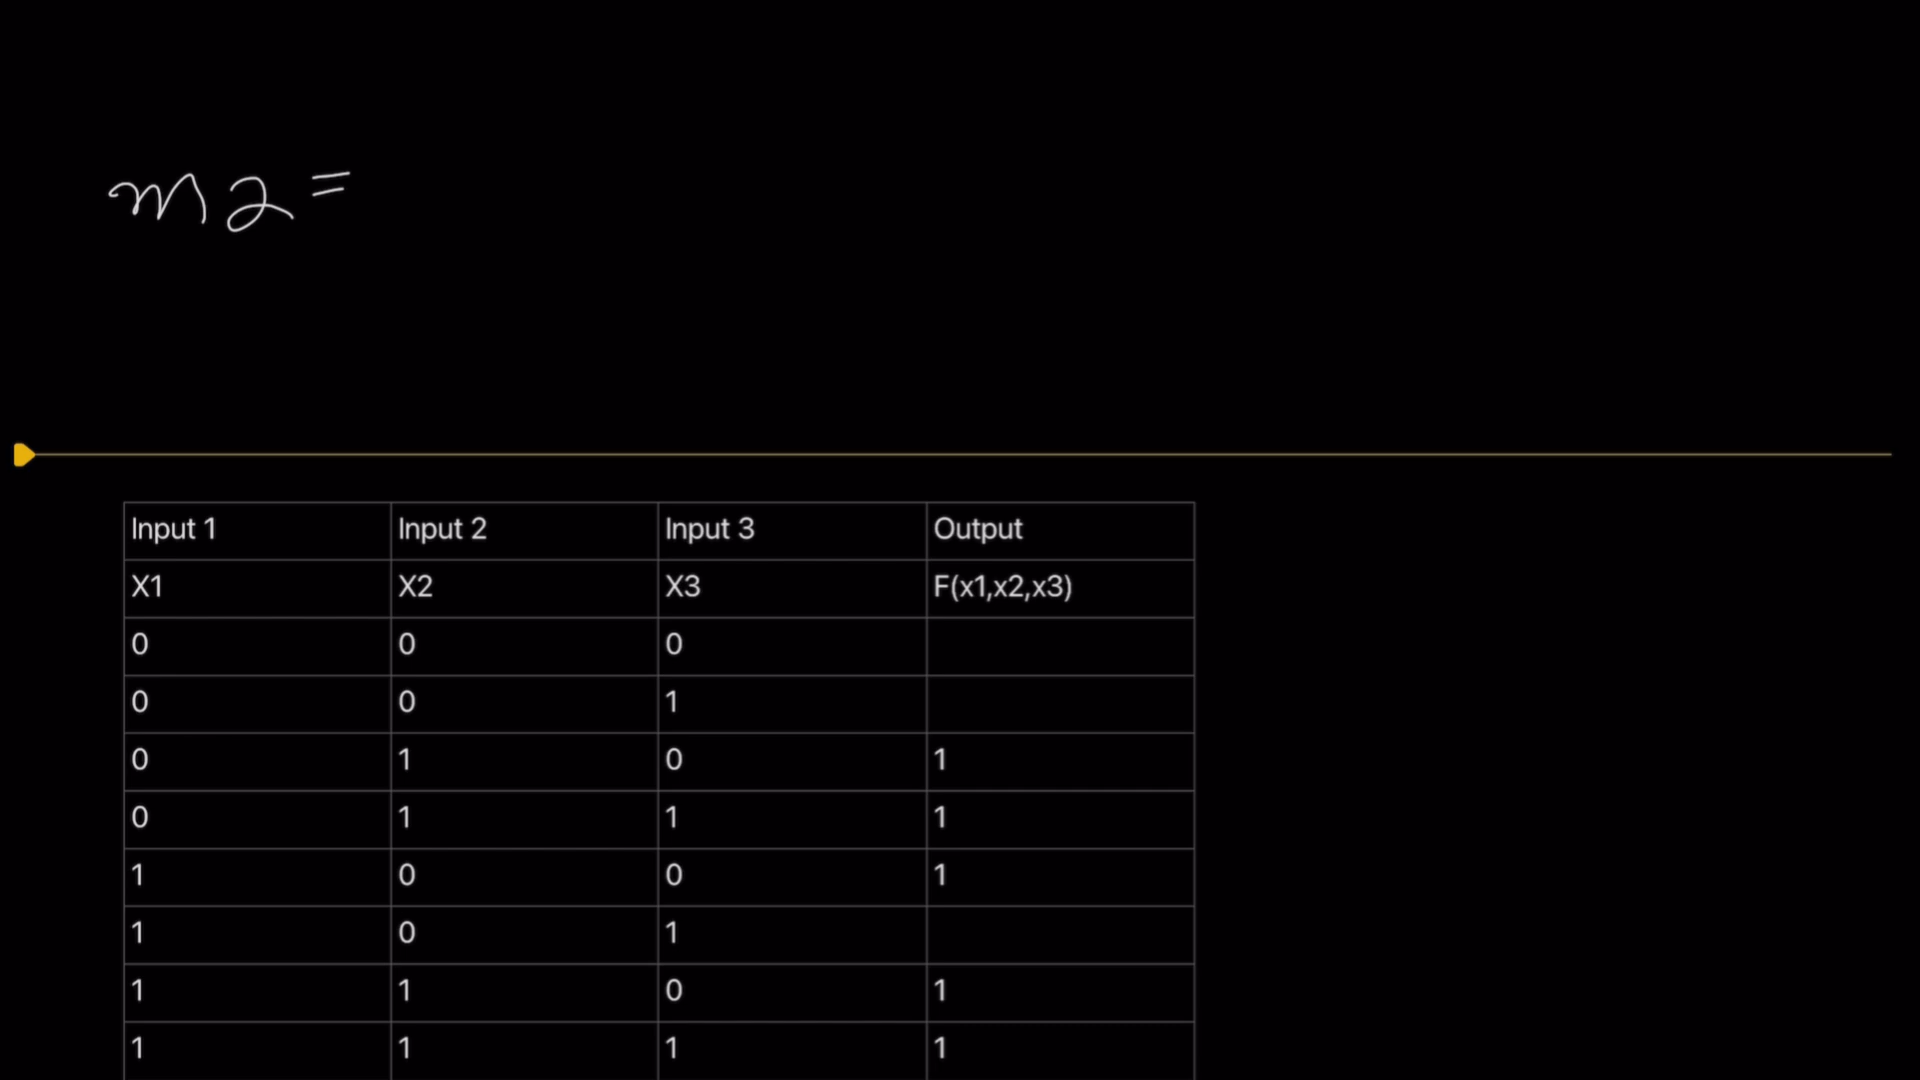 m2=
Input 1 Input 2 Input 3 Output
X1 X2 X3 F(x1,x2,x3)
0 0 0
0 0 1
0 1 0 1
0 1 1 1
1 0 0 1
1 0 1
1 1 0 1
1 1 1 1